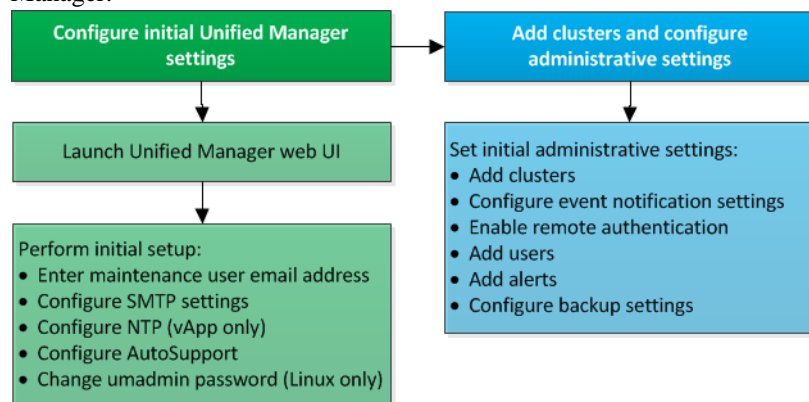 Manager.
Configure initial Unified Manager
settings
Add clusters and configure
administrative settings
Launch Unified Manager web UI
Perform initial setup:
• Enter maintenance user email address
• Configure SMTP settings
• Configure NTP (vApp only)
• Configure AutoSupport
• Change umadmin password (Linux only)
Set initial administrative settings:
• Add clusters
• Configure event notification settings
• Enable remote authentication
• Add users
• Add alerts
• Configure backup settings